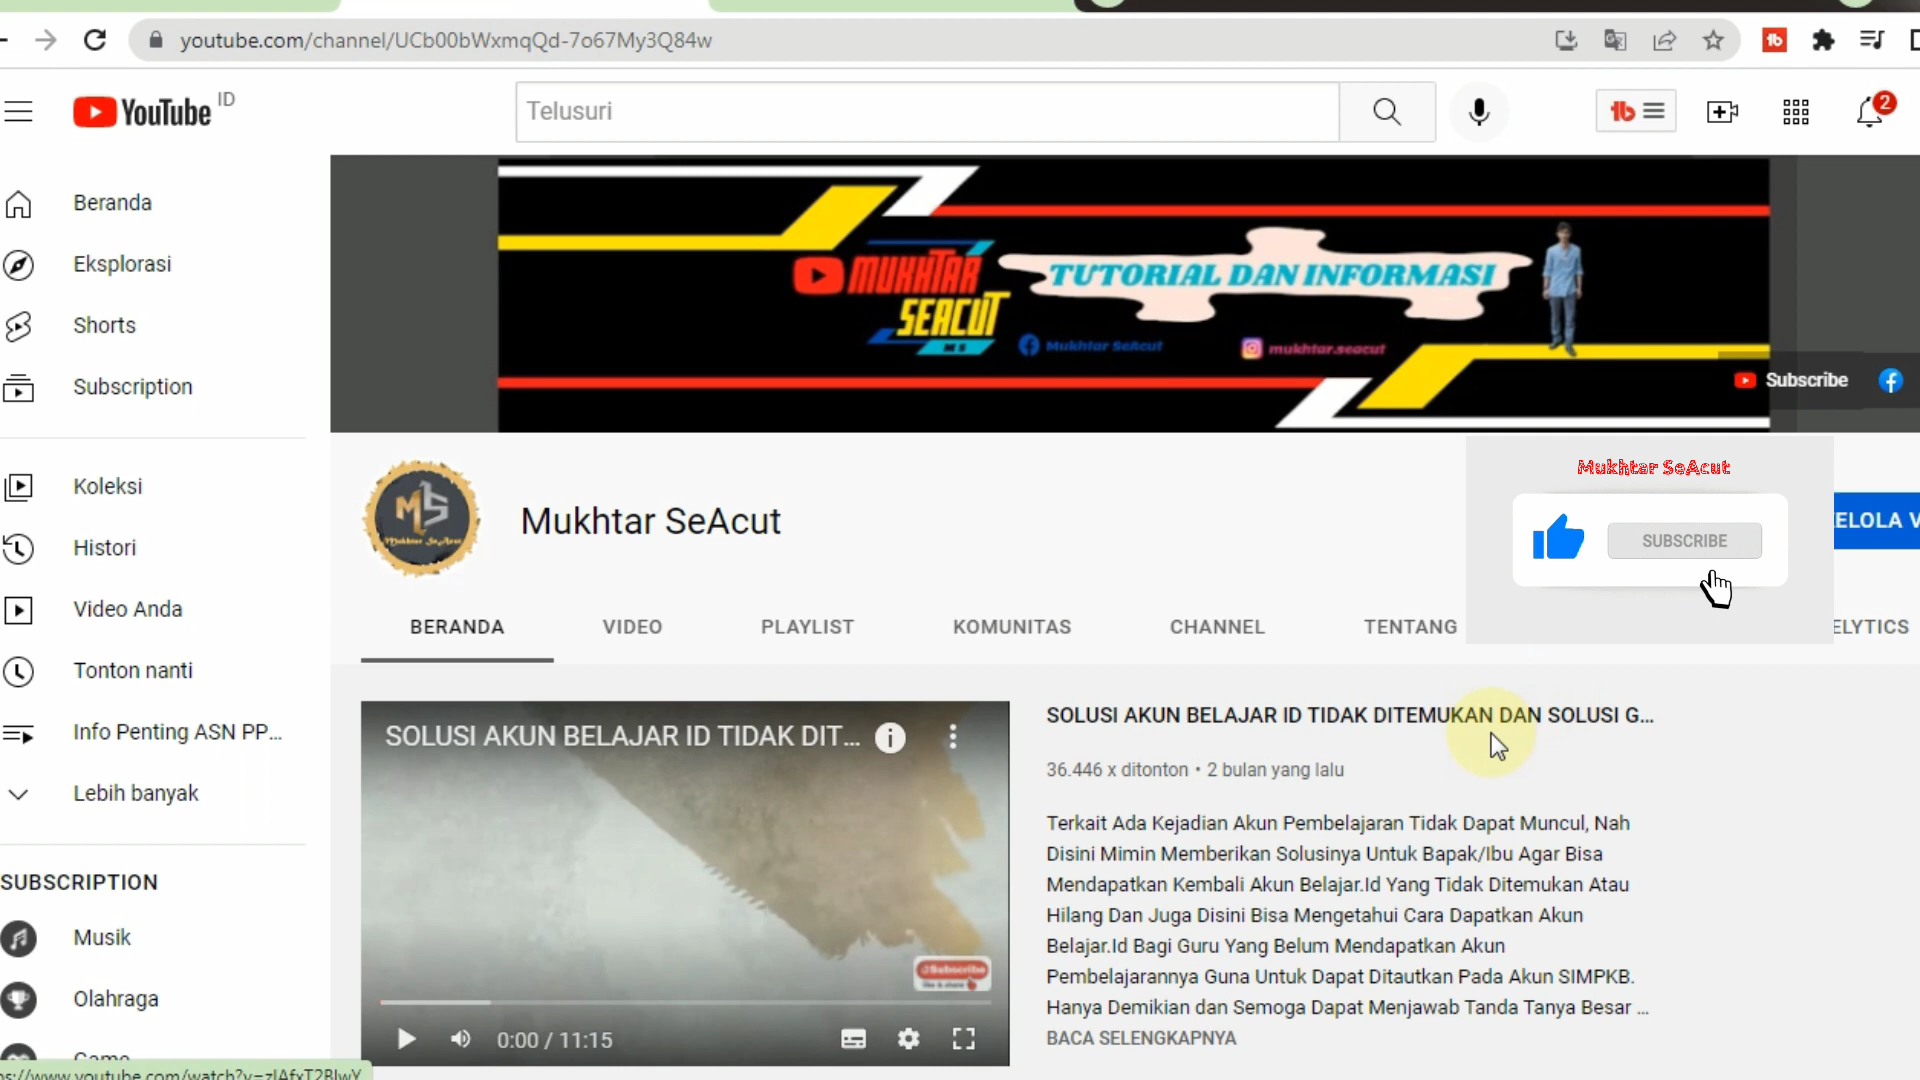 youtube.com/channel/UCb00bWxmqQd-7o67My3Q84w
YouTube ID
Telusuri
2
Beranda
Eksplorasi
Shorts
Subscription
Koleksi
Histori
Video Anda
Tonton nanti
Info Penting ASN PP...
Lebih banyak
SUBSCRIPTION
Musik
Olahraga
Game
MUKHTAR
SEACUT
M S
TUTORIAL DAN INFORMASI
Mukhtar SeAcut
mukhtar.seacut
Subscribe
Mukhtar SeAcut
Mukhtar SeAcut
SUBSCRIBE
ELOLA V
BERANDA
VIDEO
PLAYLIST
KOMUNITAS
CHANNEL
TENTANG
ELYTICS
SOLUSI AKUN BELAJAR ID TIDAK DIT...
Subscribe
0:00 / 11:15
SOLUSI AKUN BELAJAR ID TIDAK DITEMUKAN DAN SOLUSI G...
36.446 x ditonton • 2 bulan yang lalu
Terkait Ada Kejadian Akun Pembelajaran Tidak Dapat Muncul, Nah
Disini Mimin Memberikan Solusinya Untuk Bapak/Ibu Agar Bisa
Mendapatkan Kembali Akun Belajar.Id Yang Tidak Ditemukan Atau
Hilang Dan Juga Disini Bisa Mengetahui Cara Dapatkan Akun
Belajar.Id Bagi Guru Yang Belum Mendapatkan Akun
Pembelajarannya Guna Untuk Dapat Ditautkan Pada Akun SIMPKB.
Hanya Demikian dan Semoga Dapat Menjawab Tanda Tanya Besar ...
BACA SELENGKAPNYA